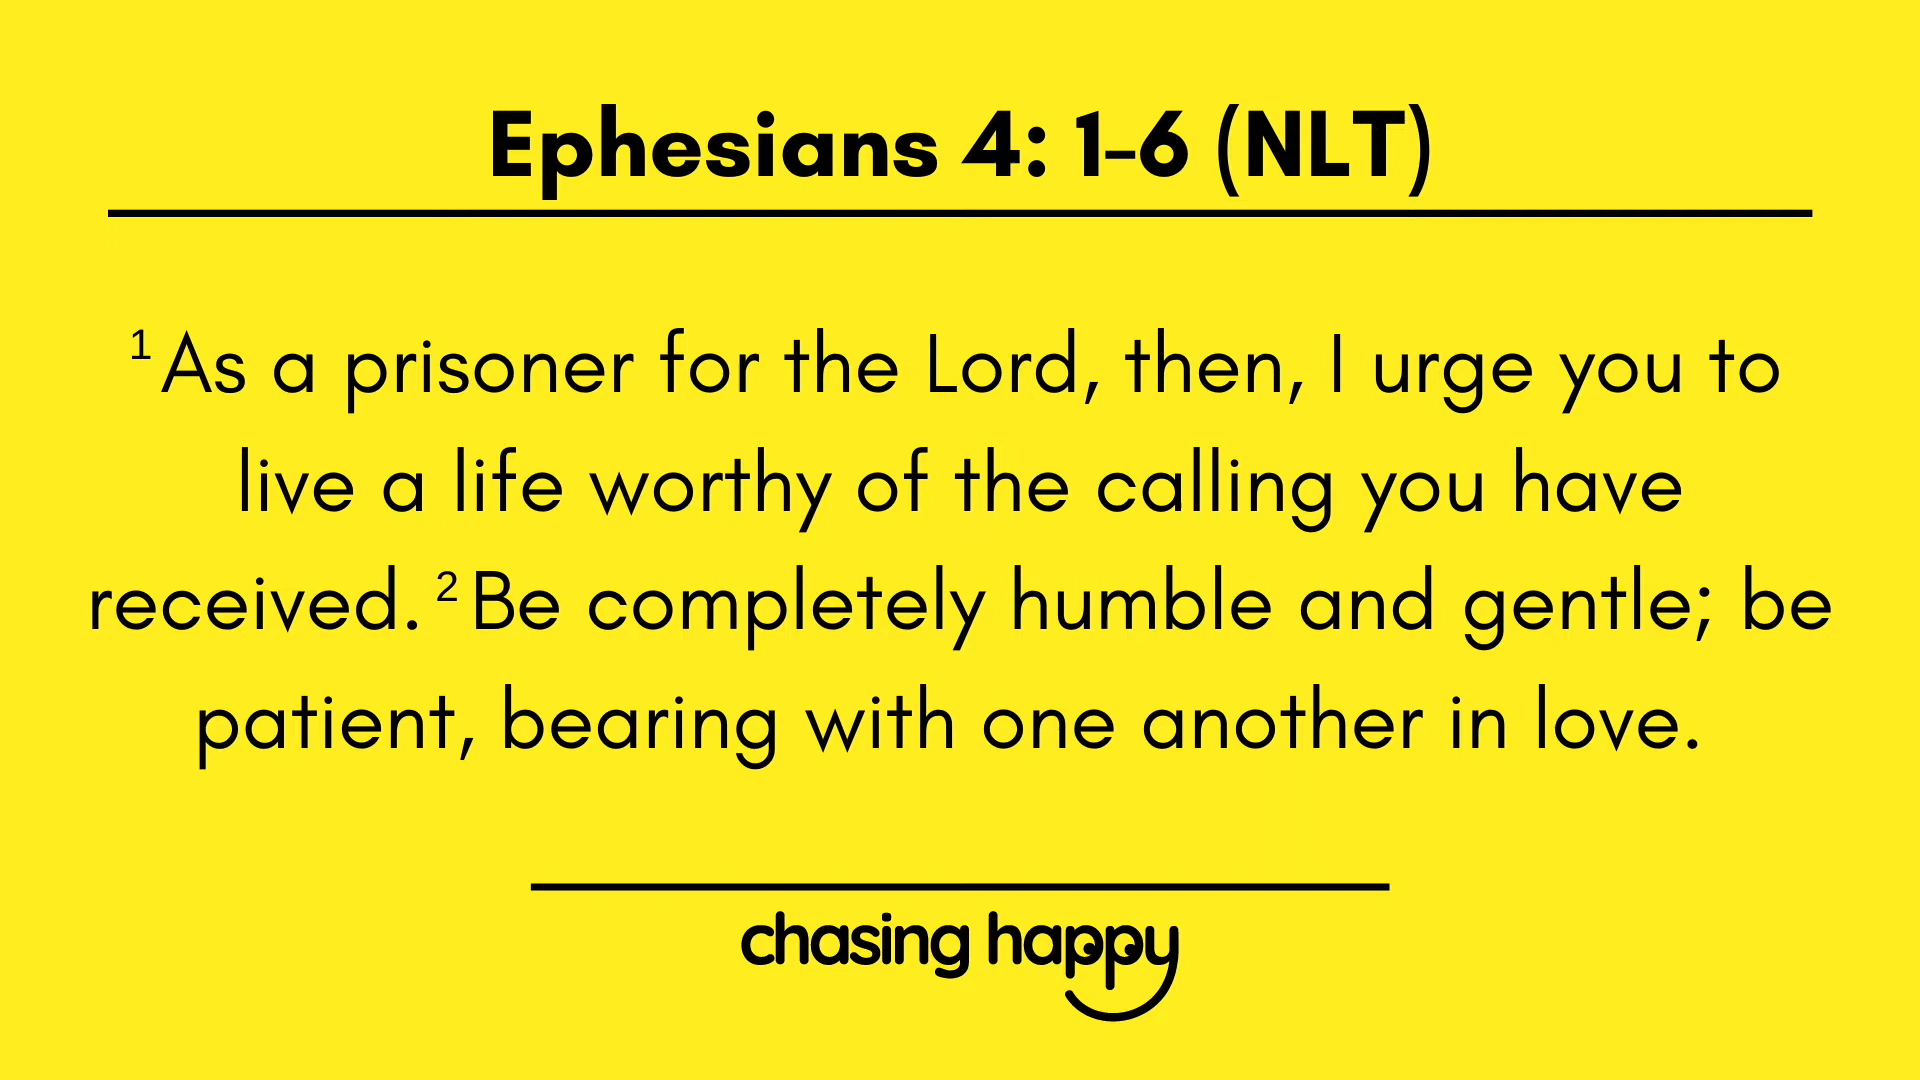 Ephesians 4: 1-6 (NLT)
¹ As a prisoner for the Lord, then, I urge you to
live a life worthy of the calling you have
received. ² Be completely humble and gentle; be
patient, bearing with one another in love.
chasing happy